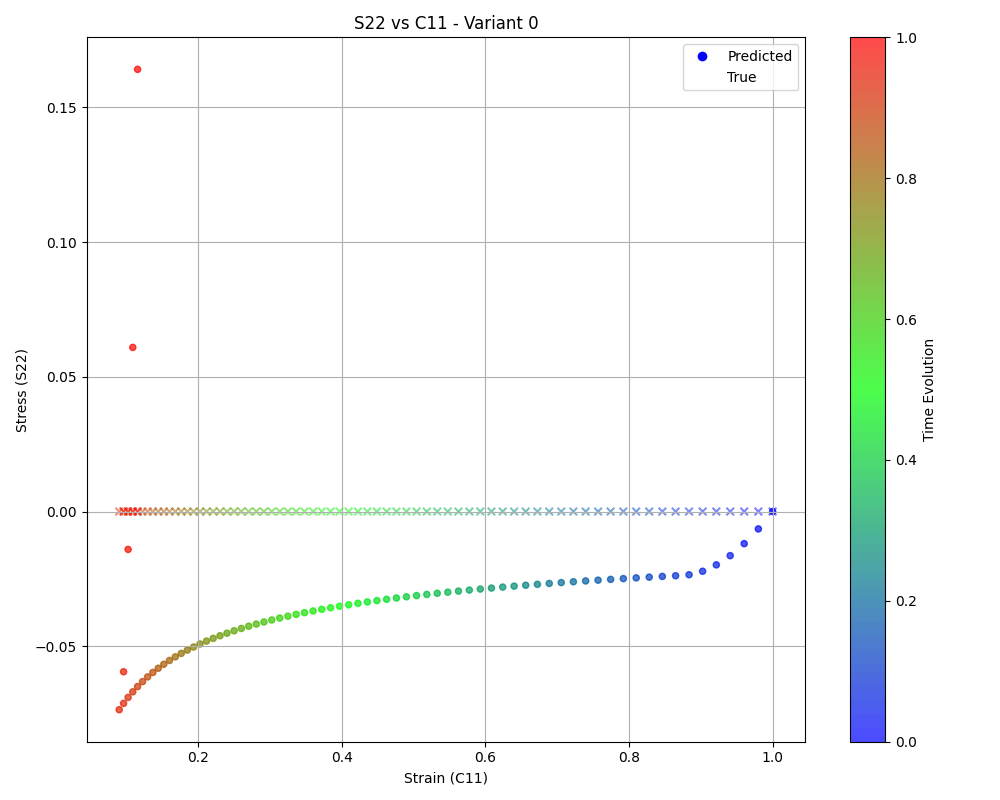 S22 vs C11 - Variant 0
Predicted
True
0.15
0.10
0.05
0.00
−0.05
Stress (S22)
0.2
0.4
0.6
0.8
1.0
Strain (C11)
1.0
0.8
0.6
0.4
0.2
0.0
Time Evolution